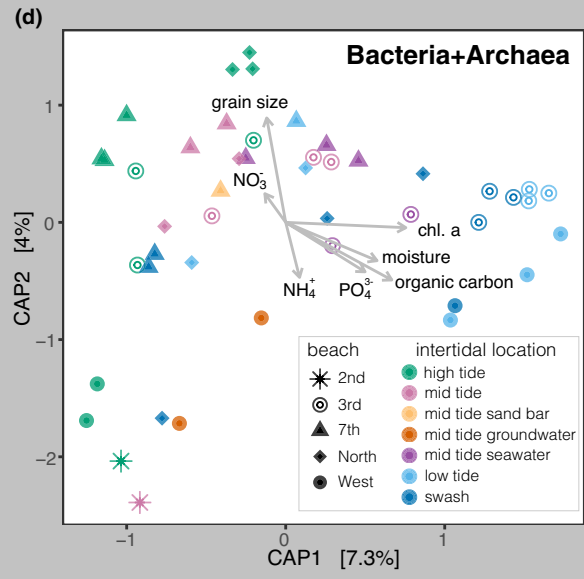 (d)
Bacteria+Archaea
CAP2 [4%]
1
0
−1
−2
grain size
NO₃⁻
chl. a
moisture
organic carbon
NH₄⁺
PO₄³⁻
beach
2nd
3rd
7th
North
West
intertidal location
high tide
mid tide
mid tide sand bar
mid tide groundwater
mid tide seawater
low tide
swash
−1
0
1
CAP1 [7.3%]